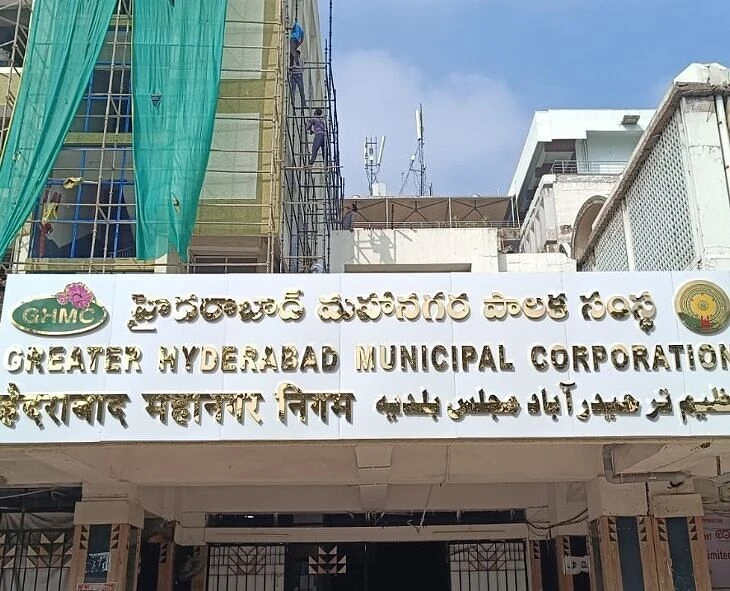 GHMC
హైదరాబాద్ మహానగర పాలక సంస్థ
GREATER HYDERABAD MUNICIPAL CORPORATION
हैदराबाद महानगर निगम
عظیم تر حیدرآباد مجلس بلدیہ